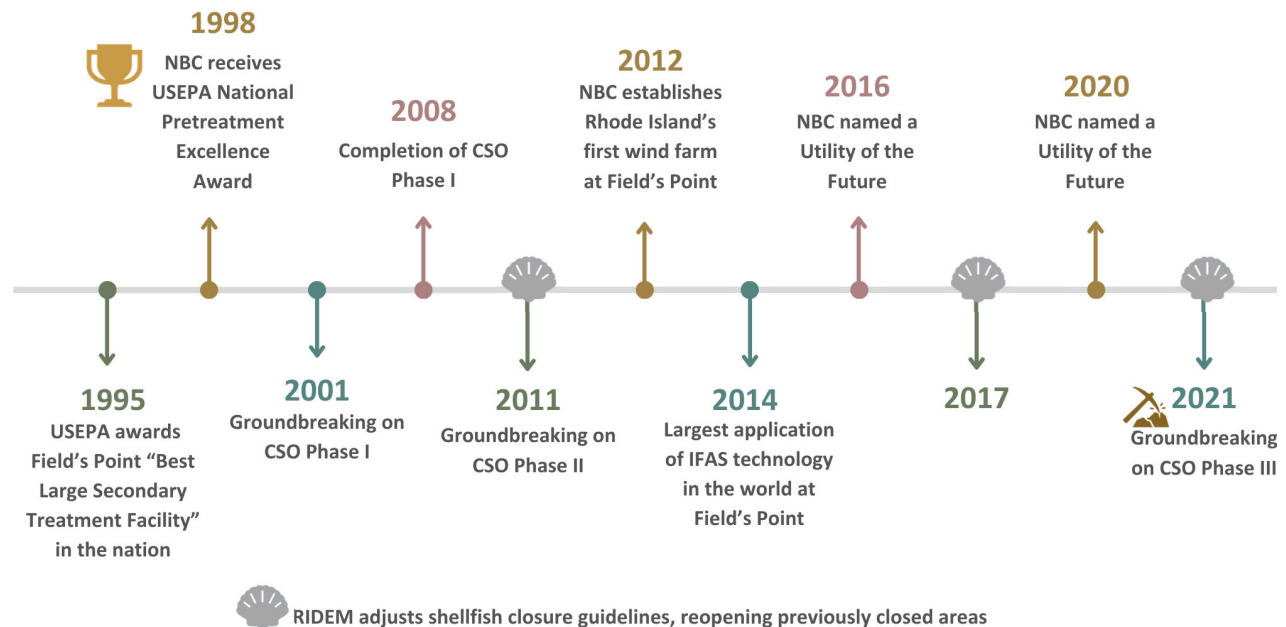 1998
NBC receives
USEPA National
Pretreatment
Excellence
Award
2008
Completion of CSO
Phase I
2012
NBC establishes
Rhode Island's
first wind farm
at Field's Point
2016
NBC named a
Utility of the
Future
2020
NBC named a
Utility of the
Future
1995
USEPA awards
Field's Point “Best
Large Secondary
Treatment Facility”
in the nation
2001
Groundbreaking on
CSO Phase I
2011
Groundbreaking on
CSO Phase II
2014
Largest application
of IFAS technology
in the world at
Field's Point
2017
2021
Groundbreaking
on CSO Phase III
RIDEM adjusts shellfish closure guidelines, reopening previously closed areas